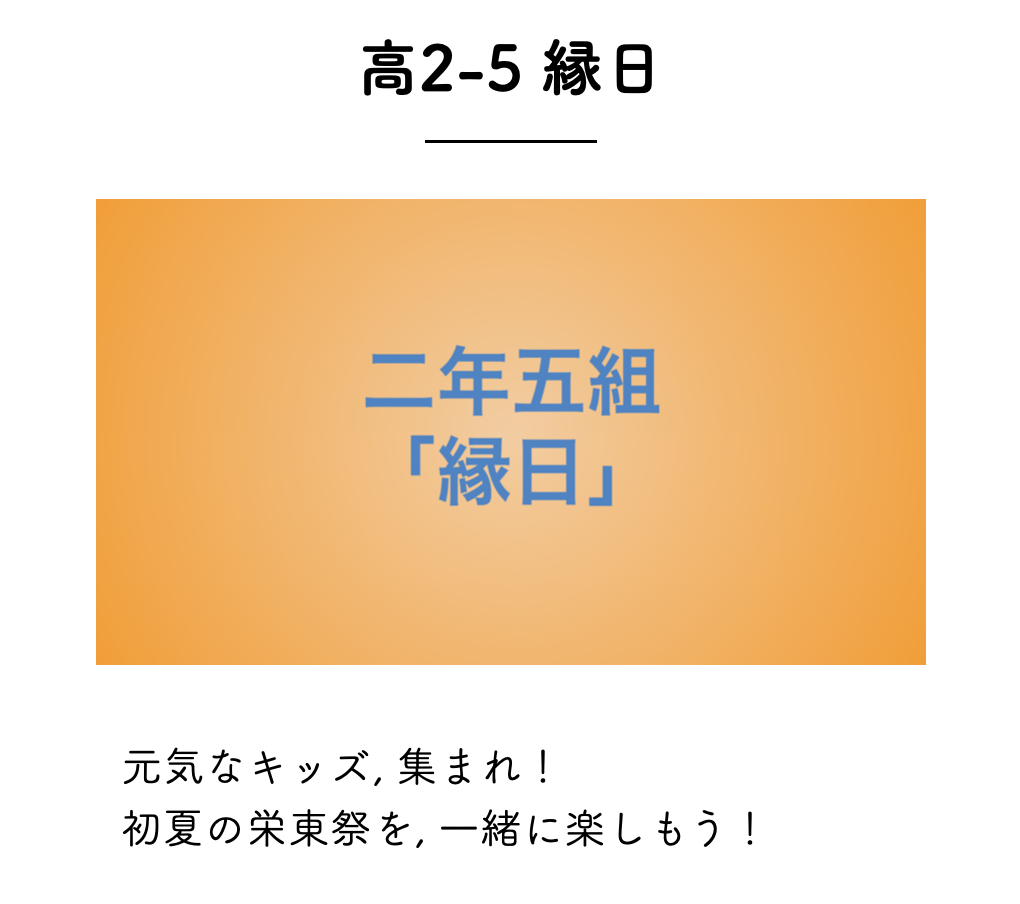 高2-5 縁日
二年五組
「縁日」
元気なキッズ, 集まれ！
初夏の栄東祭を, 一緒に楽しもう！